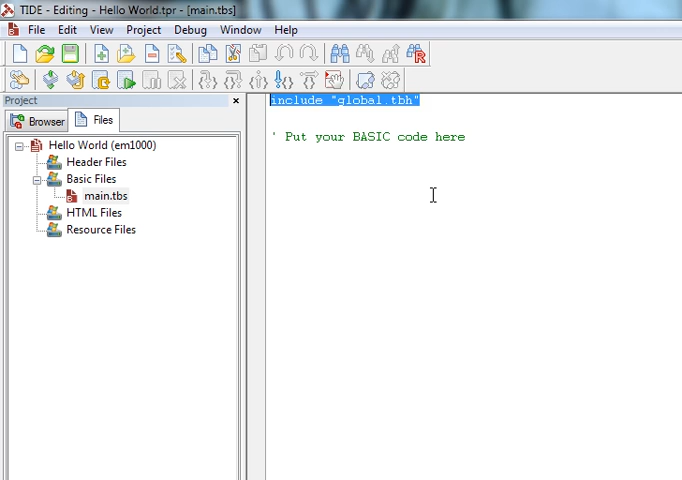 TIDE - Editing - Hello World.tpr - [main.tbs]
File Edit View Project Debug Window Help
Project
Browser Files
include "global.tbh"
' Put your BASIC code here
Hello World (em1000)
Header Files
Basic Files
main.tbs
HTML Files
Resource Files